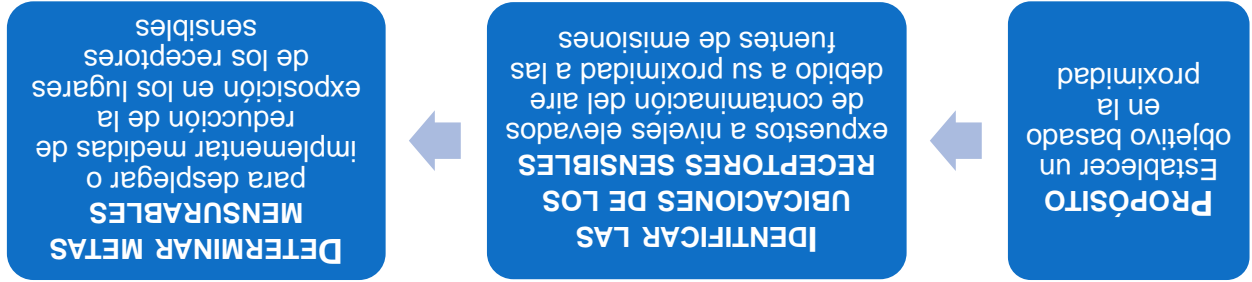 PROPÓSITO
Establecer un
objetivo basado
en la
proximidad
IDENTIFICAR LAS
UBICACIONES DE LOS
RECEPTORES SENSIBLES
expuestos a niveles elevados
de contaminación del aire
debido a su proximidad a las
fuentes de emisiones
DETERMINAR METAS
MENSURABLES
para desplegar o
implementar medidas de
reducción de la
exposición en los lugares
de los receptores
sensibles